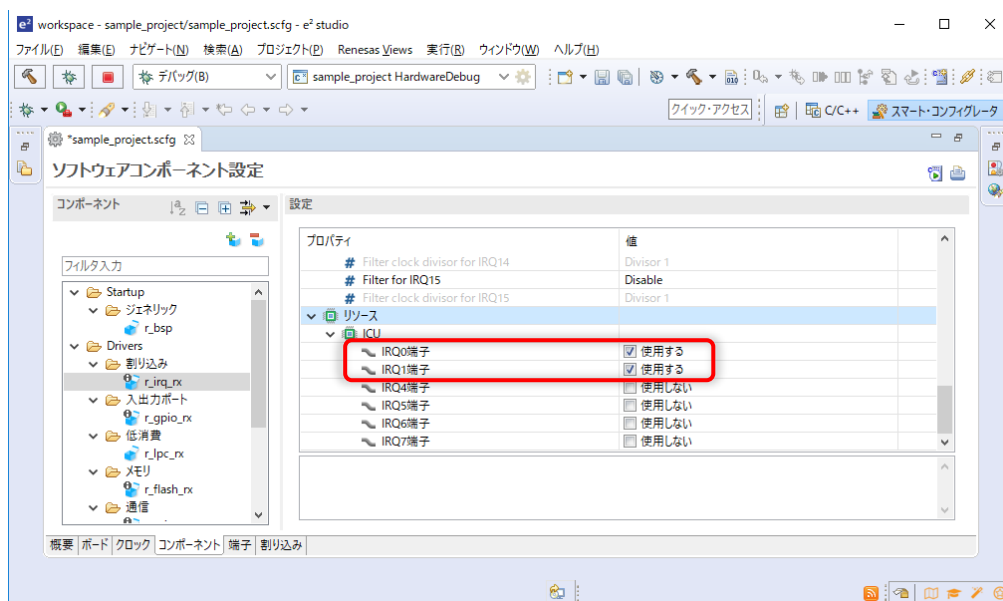 workspace - sample_project/sample_project.scfg - e² studio
ファイル(F) 編集(E) ナビゲート(N) 検索(A) プロジェクト(P) Renesas Views 実行(R) ウィンドウ(W) ヘルプ(H)
デバッグ(B) sample_project HardwareDebug
クイック・アクセス C/C++ スマート・コンフィグレータ
*sample_project.scfg
ソフトウェアコンポーネント設定
コンポーネント
設定
フィルタ入力
Startup
ジェネリック
r_bsp
Drivers
割り込み
r_irq_rx
入出力ポート
r_gpio_rx
低消費
r_lpc_rx
メモリ
r_flash_rx
通信
プロパティ 値
Filter clock divisor for IRQ14 Divisor 1
Filter for IRQ15 Disable
Filter clock divisor for IRQ15 Divisor 1
リソース
ICU
IRQ0端子 使用する
IRQ1端子 使用する
IRQ4端子 使用しない
IRQ5端子 使用しない
IRQ6端子 使用しない
IRQ7端子 使用しない
概要 ボード クロック コンポーネント 端子 割り込み